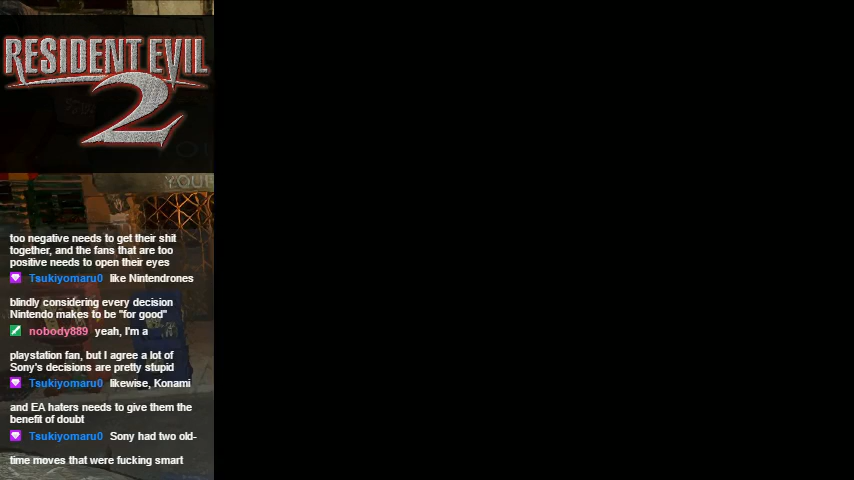 RESIDENT EVIL
2
YOUR
too negative needs to get their shit
together, and the fans that are too
positive needs to open their eyes
Tsukiyomaru0 like Nintendrones
blindly considering every decision
Nintendo makes to be "for good"
nobody889 yeah, I'm a
playstation fan, but I agree a lot of
Sony's decisions are pretty stupid
Tsukiyomaru0 likewise, Konami
and EA haters needs to give them the
benefit of doubt
Tsukiyomaru0 Sony had two old-
time moves that were fucking smart